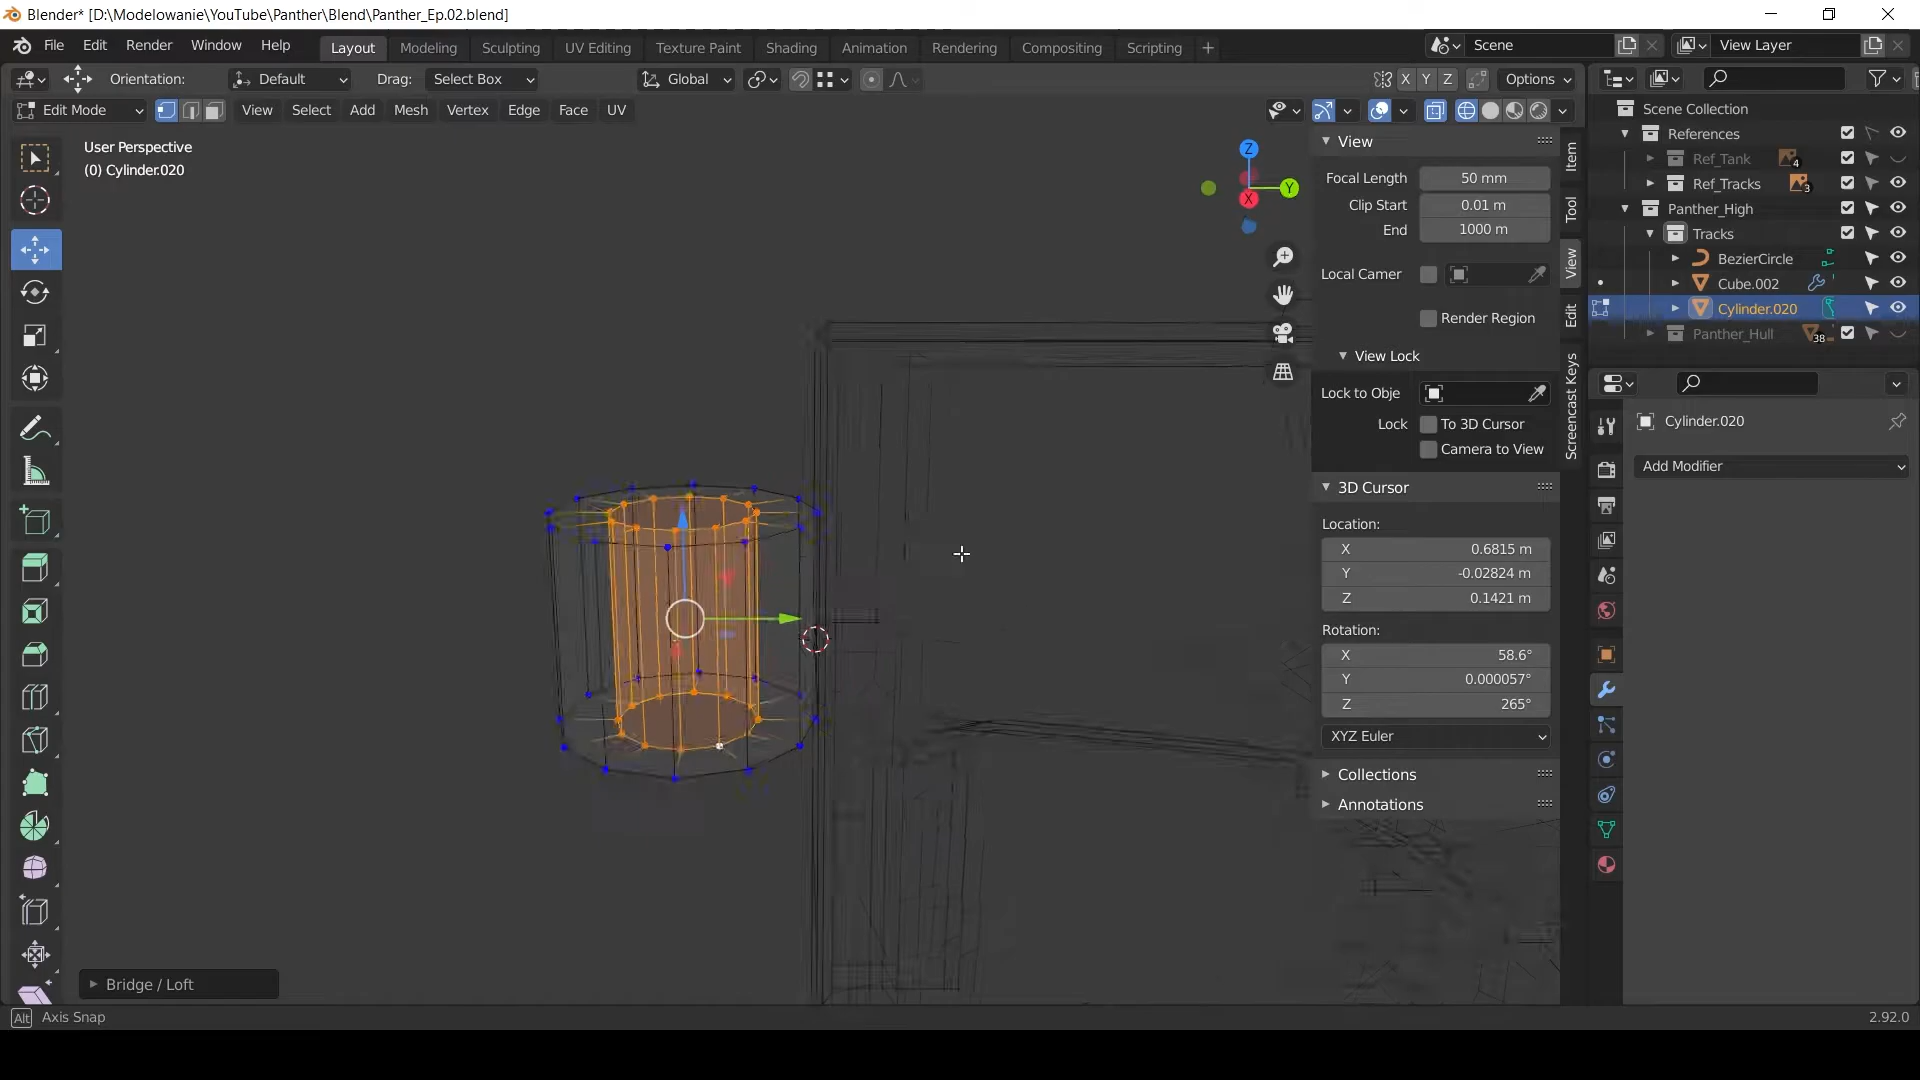 Blender* [D:\Modelowanie\YouTube\Panther\Blend\Panther_Ep.02.blend]
File Edit Render Window Help Layout Modeling Sculpting UV Editing Texture Paint Shading Animation Rendering Compositing Scripting + Scene View Layer
Orientation: Default Drag: Select Box Global X Y Z Options
Edit Mode View Select Add Mesh Vertex Edge Face UV
User Perspective
(0) Cylinder.020
Z
Y
X
View
Focal Length 50 mm
Clip Start 0.01 m
End 1000 m
Local Camer
Render Region
View Lock
Lock to Obje
Lock To 3D Cursor
Camera to View
3D Cursor
Location:
X 0.6815 m
Y -0.02824 m
Z 0.1421 m
Rotation:
X 58.6°
Y 0.000057°
Z 265°
XYZ Euler
Collections
Annotations
Item
Tool
View
Edit
Screencast Keys
Scene Collection
References
Ref_Tank 4
Ref_Tracks 3
Panther_High
Tracks
BezierCircle
Cube.002
Cylinder.020
Panther_Hull 38
Cylinder.020
Add Modifier
Bridge / Loft
Alt Axis Snap
2.92.0